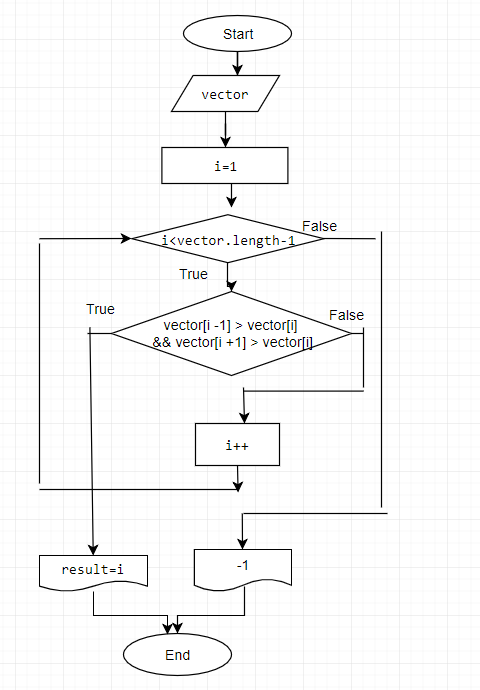 Start
vector
i=1
False
i<vector.length-1
True
True
False
vector[i -1] > vector[i]
&& vector[i +1] > vector[i]
i++
result=i
-1
End